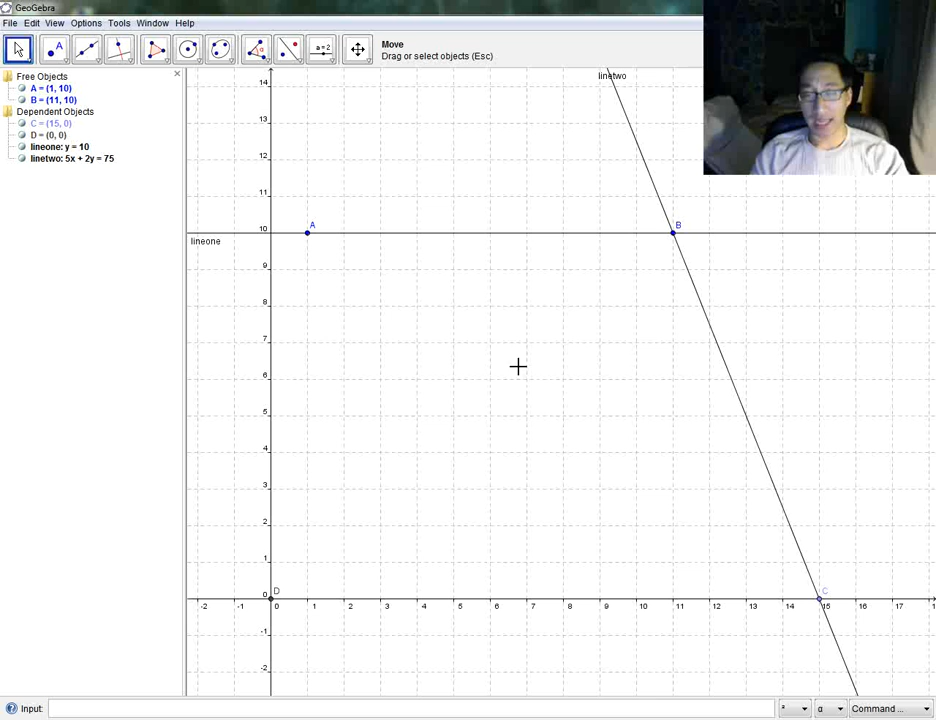 GeoGebra
File Edit View Options Tools Window Help
A
α
a=2
Move
Drag or select objects (Esc)
Free Objects
A = (1, 10)
B = (11, 10)
Dependent Objects
C = (15, 0)
D = (0, 0)
lineone: y = 10
linetwo: 5x + 2y = 75
linetwo
14
13
12
11
A
B
10
lineone
9
8
7
6
5
4
3
2
1
D
C
0
-2 -1 0 1 2 3 4 5 6 7 8 9 10 11 12 13 14 15 16 17 18
-1
-2
Input:
²
α
Command ...